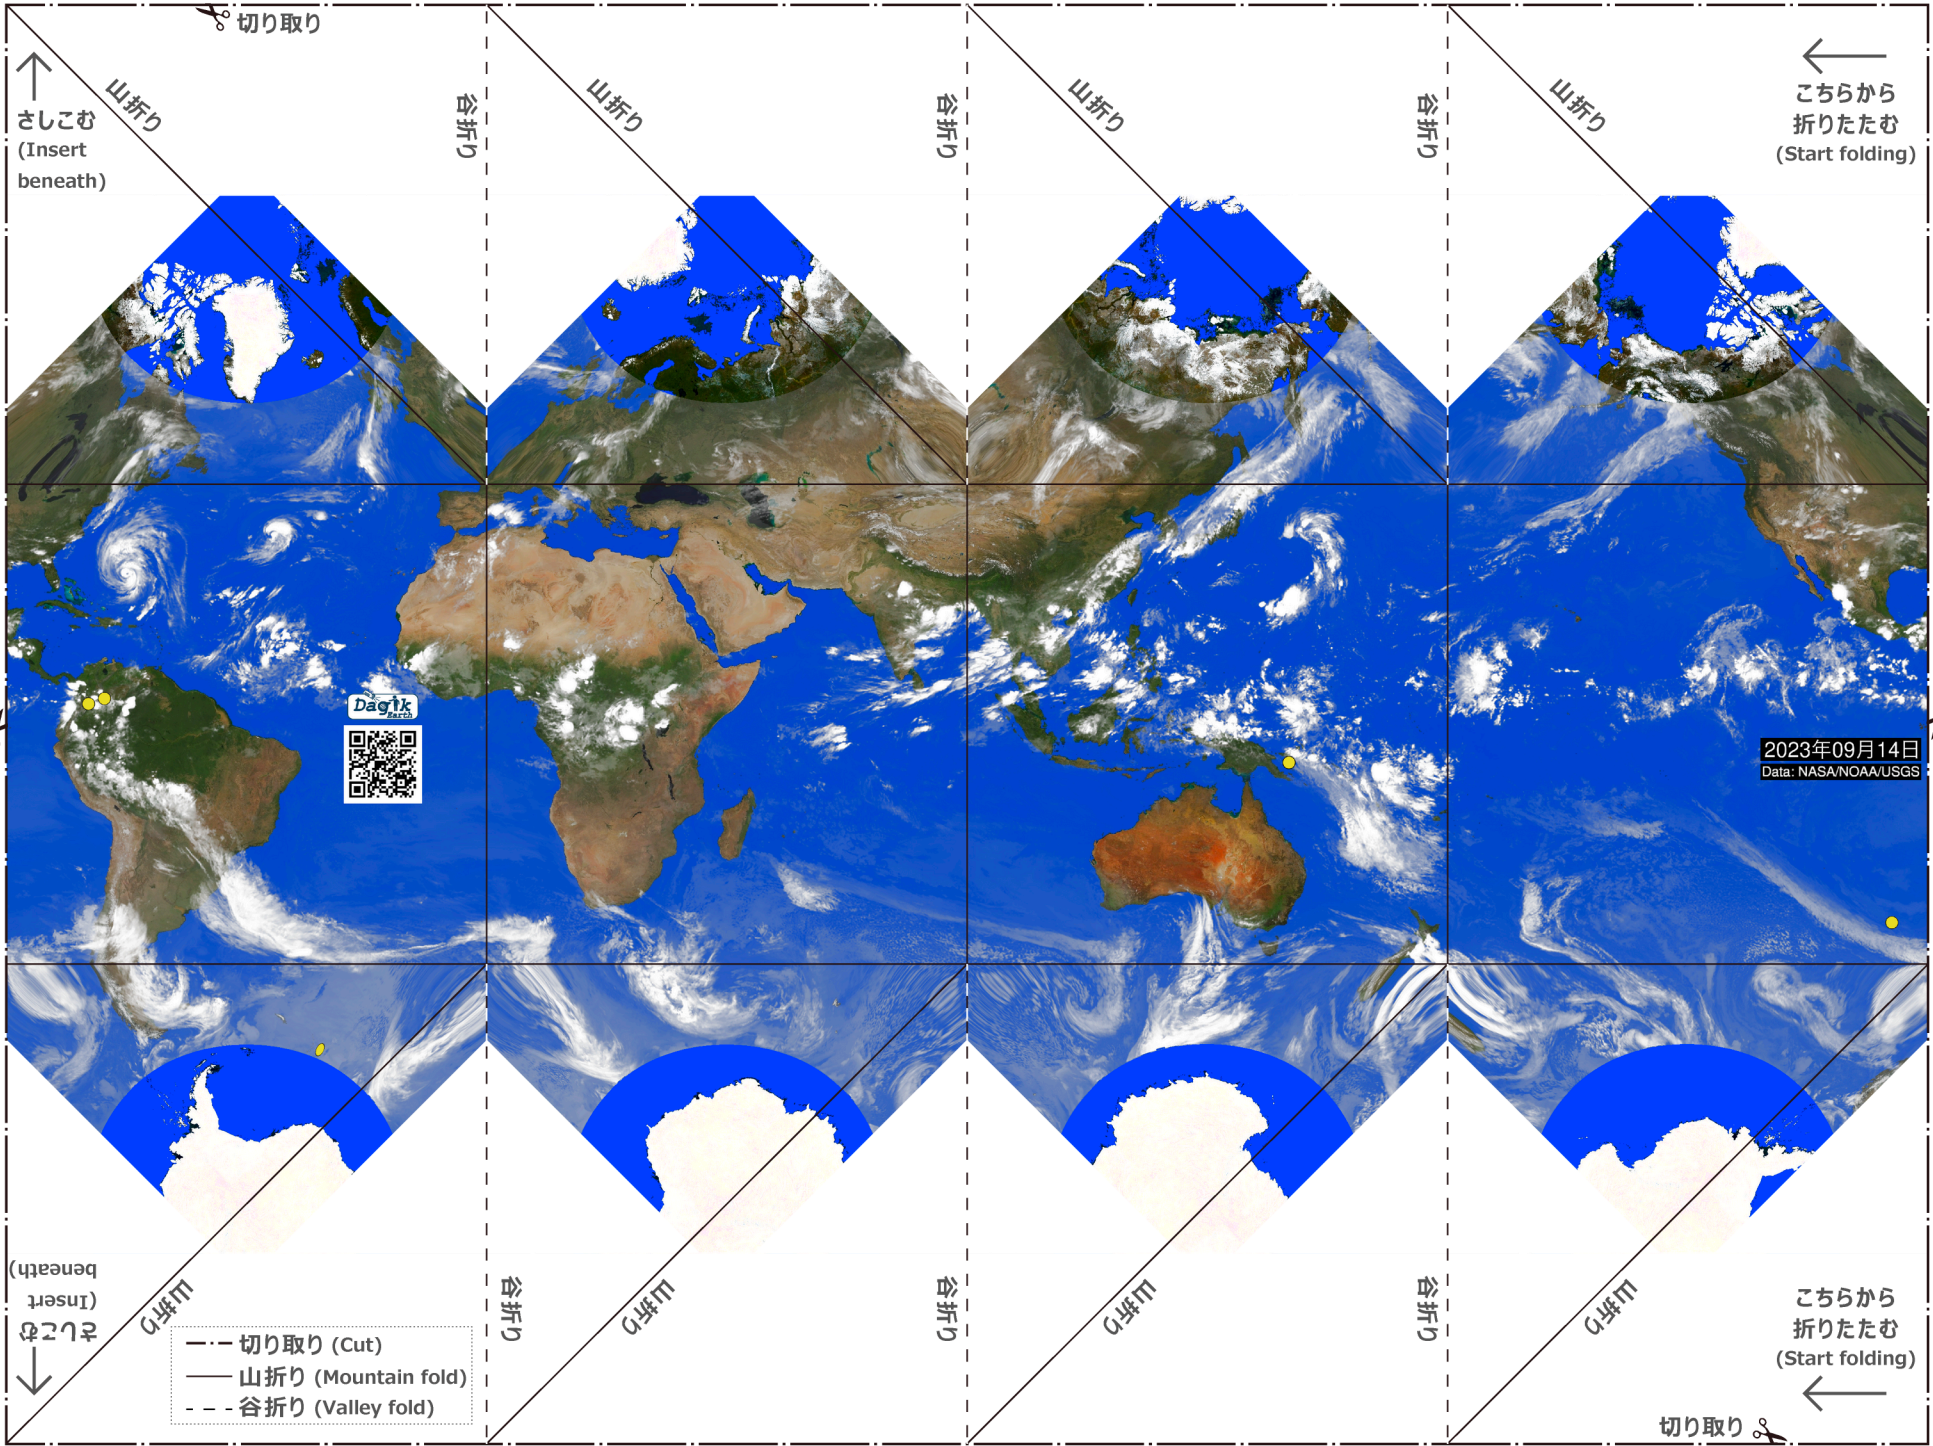 切り取り
山折り
谷折り
山折り
谷折り
山折り
谷折り
山折り
さしこむ
(Insert
beneath)
こちらから
折りたたむ
(Start folding)
Dagik
Earth
2023年09月14日
Data: NASA/NOAA/USGS
さしこむ
(Insert
beneath)
山折り
谷折り
山折り
谷折り
山折り
谷折り
山折り
こちらから
折りたたむ
(Start folding)
切り取り (Cut)
山折り (Mountain fold)
谷折り (Valley fold)
切り取り